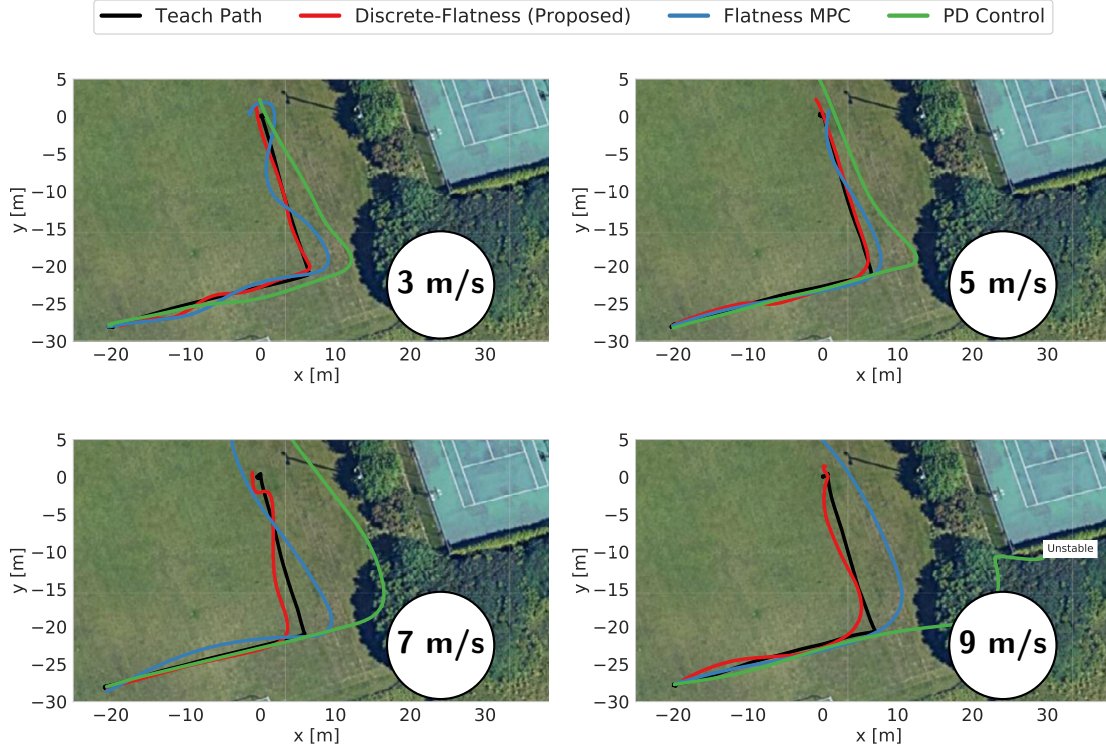 Teach Path Discrete-Flatness (Proposed) Flatness MPC PD Control
5
0
−5
−10
−15
−20
−25
−30
y [m]
−20 −10 0 10 20 30
x [m]
3 m/s
5
0
−5
−10
−15
−20
−25
−30
y [m]
−20 −10 0 10 20 30
x [m]
5 m/s
5
0
−5
−10
−15
−20
−25
−30
y [m]
−20 −10 0 10 20 30
x [m]
7 m/s
5
0
−5
−10
−15
−20
−25
−30
y [m]
−20 −10 0 10 20 30
x [m]
Unstable
9 m/s